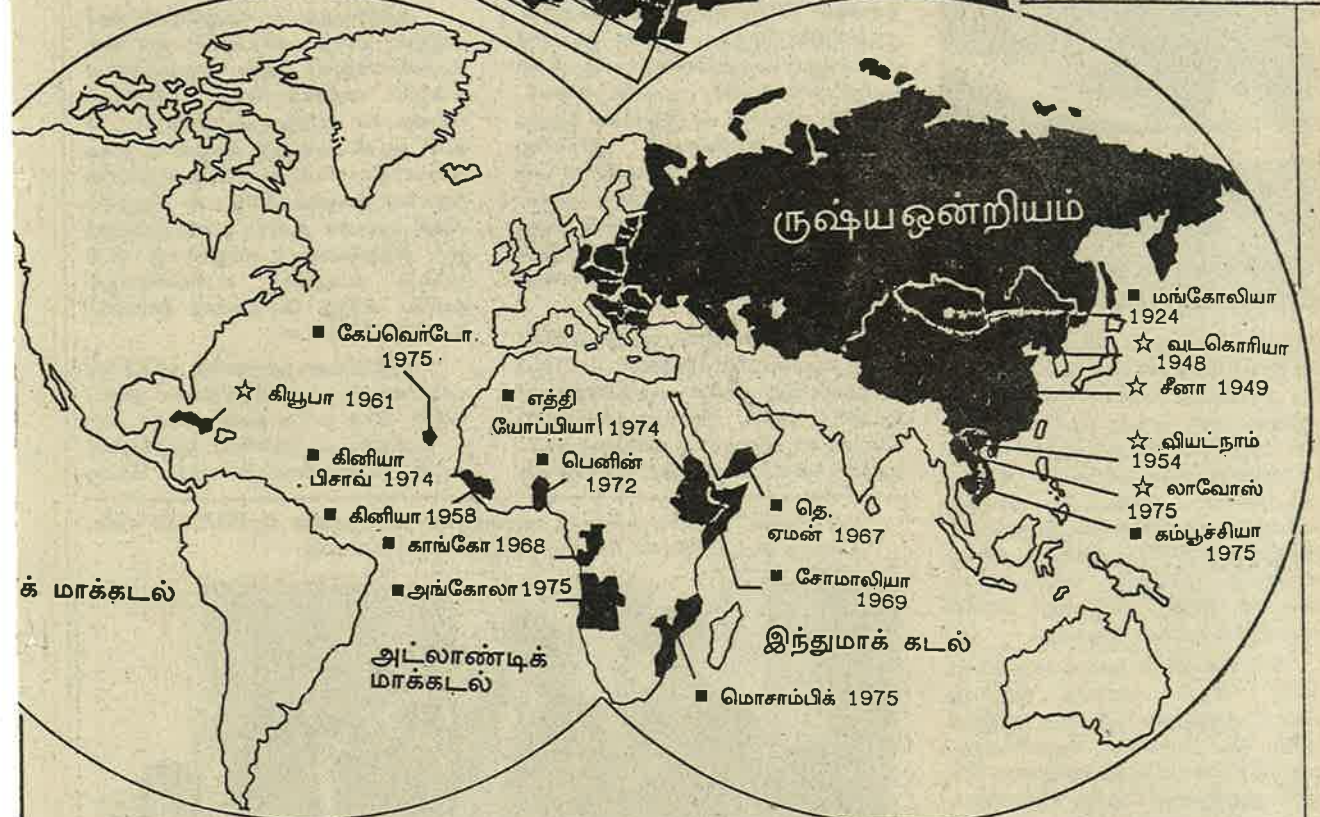 ருஷ்ய ஒன்றியம்
■ மங்கோலியா
1924
☆ வடகொரியா
1948
☆ சீனா 1949
☆ வியட்நாம்
1954
☆ லாவோஸ்
1975
■ கம்பூச்சியா
1975
■ கேப்வெர்டோ.
1975
☆ கியூபா 1961
■ எத்தி
யோப்பியா 1974
■ கினியா
பிசாவ் 1974
■ பெனின்
1972
■ கினியா 1958
■ காங்கோ 1968
■ அங்கோலா 1975
■ தெ.
ஏமன் 1967
■ சோமாலியா
1969
க் மாக்கடல்
அட்லாண்டிக்
மாக்கடல்
இந்துமாக் கடல்
■ மொசாம்பிக் 1975